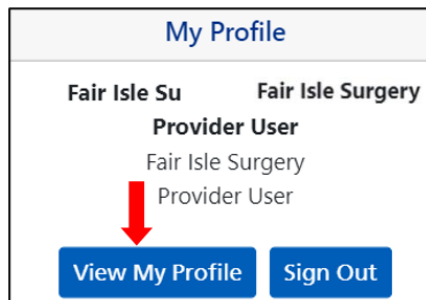 My Profile
Fair Isle Su Fair Isle Surgery
Provider User
Fair Isle Surgery
Provider User
View My Profile Sign Out